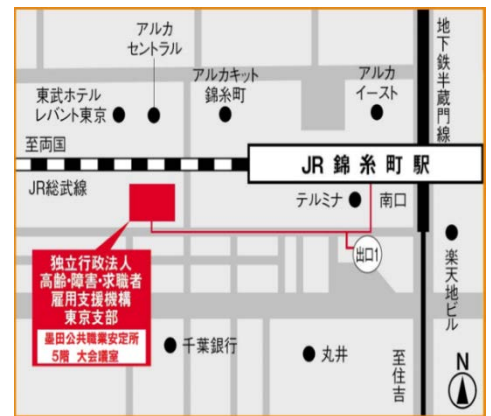 アルカ
セントラル
アルカキット
錦糸町
アルカ
イースト
地下鉄半蔵門線
東武ホテル
レバント東京
至両国
JR総武線
JR錦糸町駅
テルミナ
南口
出口1
楽天地ビル
独立行政法人
高齢・障害・求職者
雇用支援機構
東京支部
墨田公共職業安定所
5階 大会議室
千葉銀行
丸井
至住吉
N